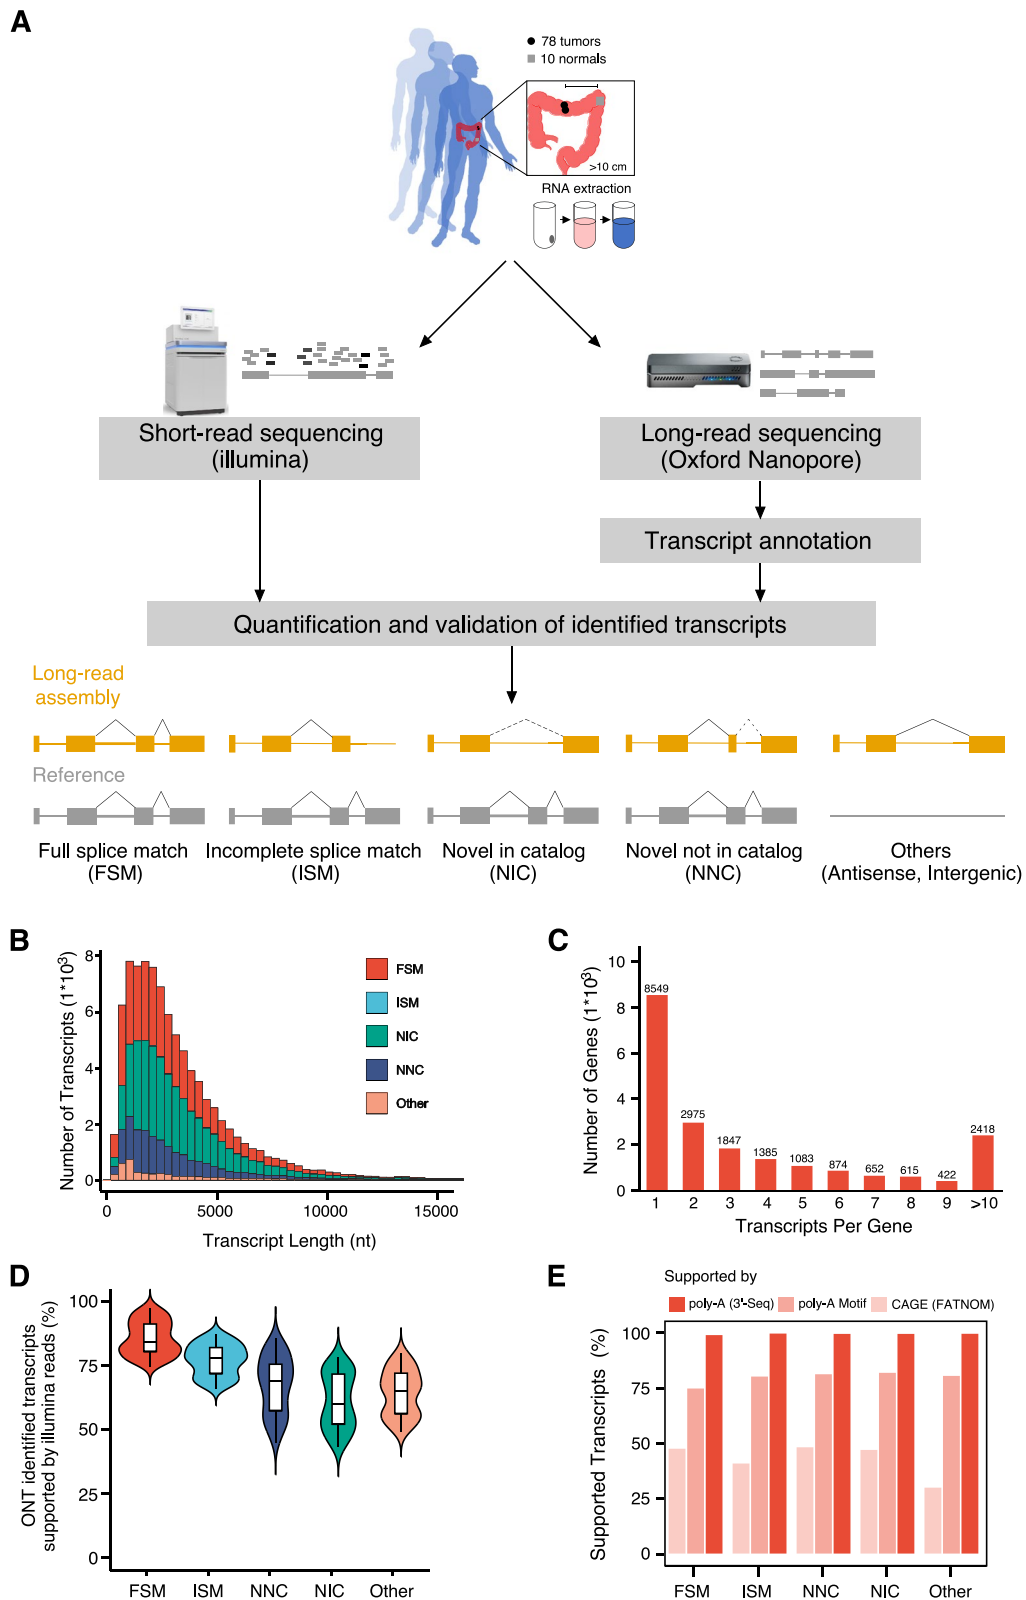 A
78 tumors
10 normals
>10 cm
RNA extraction
Short-read sequencing
(illumina)
Long-read sequencing
(Oxford Nanopore)
Transcript annotation
Quantification and validation of identified transcripts
Long-read
assembly
Reference
Full splice match
(FSM)
Incomplete splice match
(ISM)
Novel in catalog
(NIC)
Novel not in catalog
(NNC)
Others
(Antisense, Intergenic)
B
Number of Transcripts (1*10³)
8
6
4
2
0
0 5000 10000 15000
Transcript Length (nt)
FSM
ISM
NIC
NNC
Other
C
Number of Genes (1*10³)
10
8
6
4
2
0
8549
2975
1847
1385
1083
874
652
615
422
2418
1 2 3 4 5 6 7 8 9 >10
Transcripts Per Gene
D
ONT identified transcripts
supported by illumina reads (%)
100
75
50
25
0
FSM ISM NNC NIC Other
E
Supported by
poly-A (3'-Seq) poly-A Motif CAGE (FATNOM)
Supported Transcripts (%)
100
75
50
25
0
FSM ISM NNC NIC Other